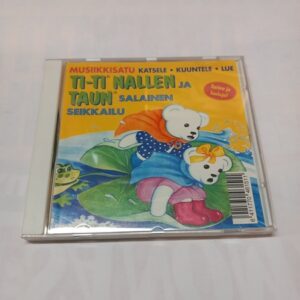 MUSIIKKISATU KATSELE • KUUNTELE • LUE
TI-TI® NALLEN JA
TAUN® SALAINEN
SEIKKAILU